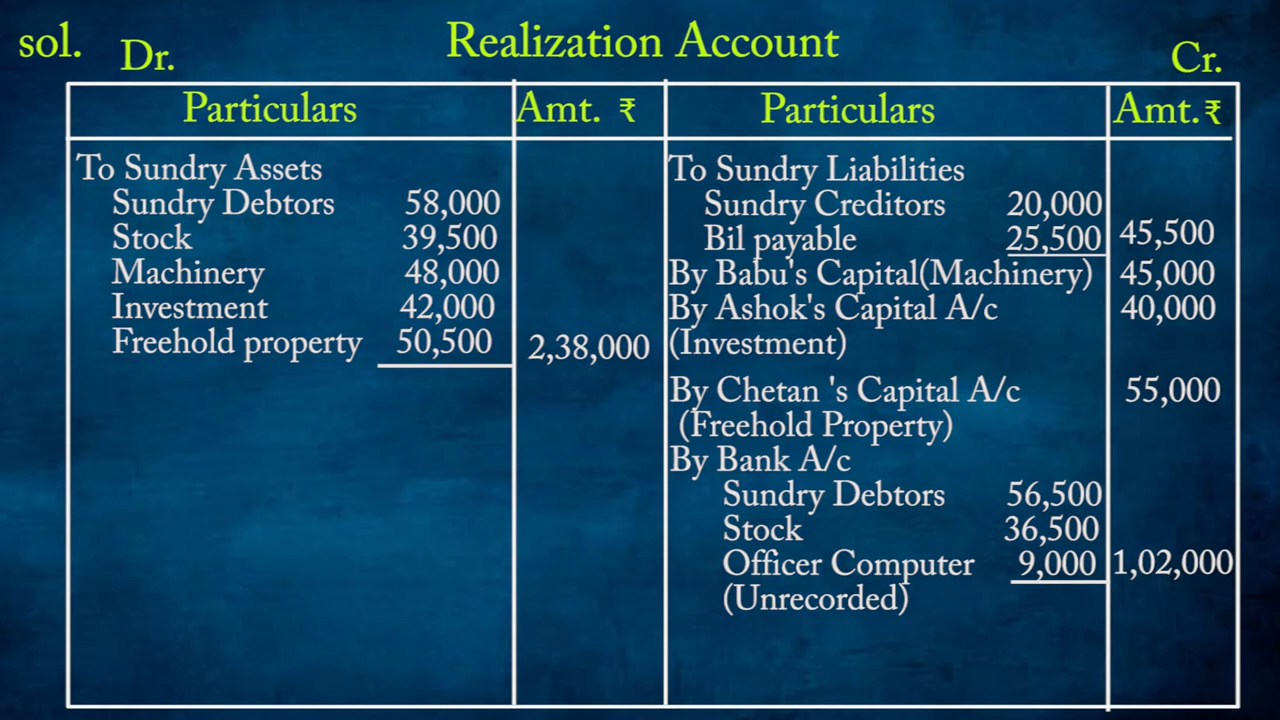 sol. Dr. Realization Account Cr.
Particulars Amt. ₹ Particulars Amt.₹
To Sundry Assets
Sundry Debtors 58,000
Stock 39,500
Machinery 48,000
Investment 42,000
Freehold property 50,500 2,38,000
To Sundry Liabilities
Sundry Creditors 20,000
Bil payable 25,500 45,500
By Babu's Capital(Machinery) 45,000
By Ashok's Capital A/c 40,000
(Investment)
By Chetan 's Capital A/c 55,000
(Freehold Property)
By Bank A/c
Sundry Debtors 56,500
Stock 36,500
Officer Computer 9,000 1,02,000
(Unrecorded)